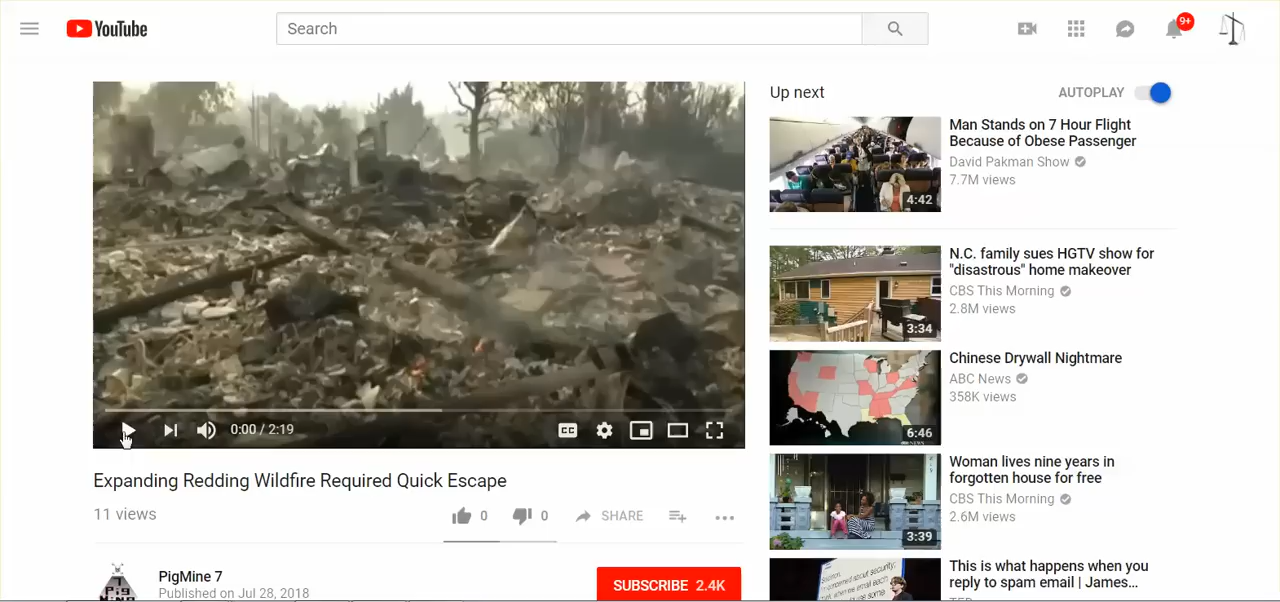 YouTube
Search
9+
Up next
AUTOPLAY
Man Stands on 7 Hour Flight
Because of Obese Passenger
David Pakman Show
7.7M views
4:42
N.C. family sues HGTV show for
"disastrous" home makeover
CBS This Morning
2.8M views
3:34
Chinese Drywall Nightmare
ABC News
358K views
6:46
0:00 / 2:19
CC
Expanding Redding Wildfire Required Quick Escape
11 views
0
0
SHARE
Woman lives nine years in
forgotten house for free
CBS This Morning
2.6M views
3:39
This is what happens when you
reply to spam email | James...
PigMine 7
Published on Jul 28, 2018
SUBSCRIBE 2.4K